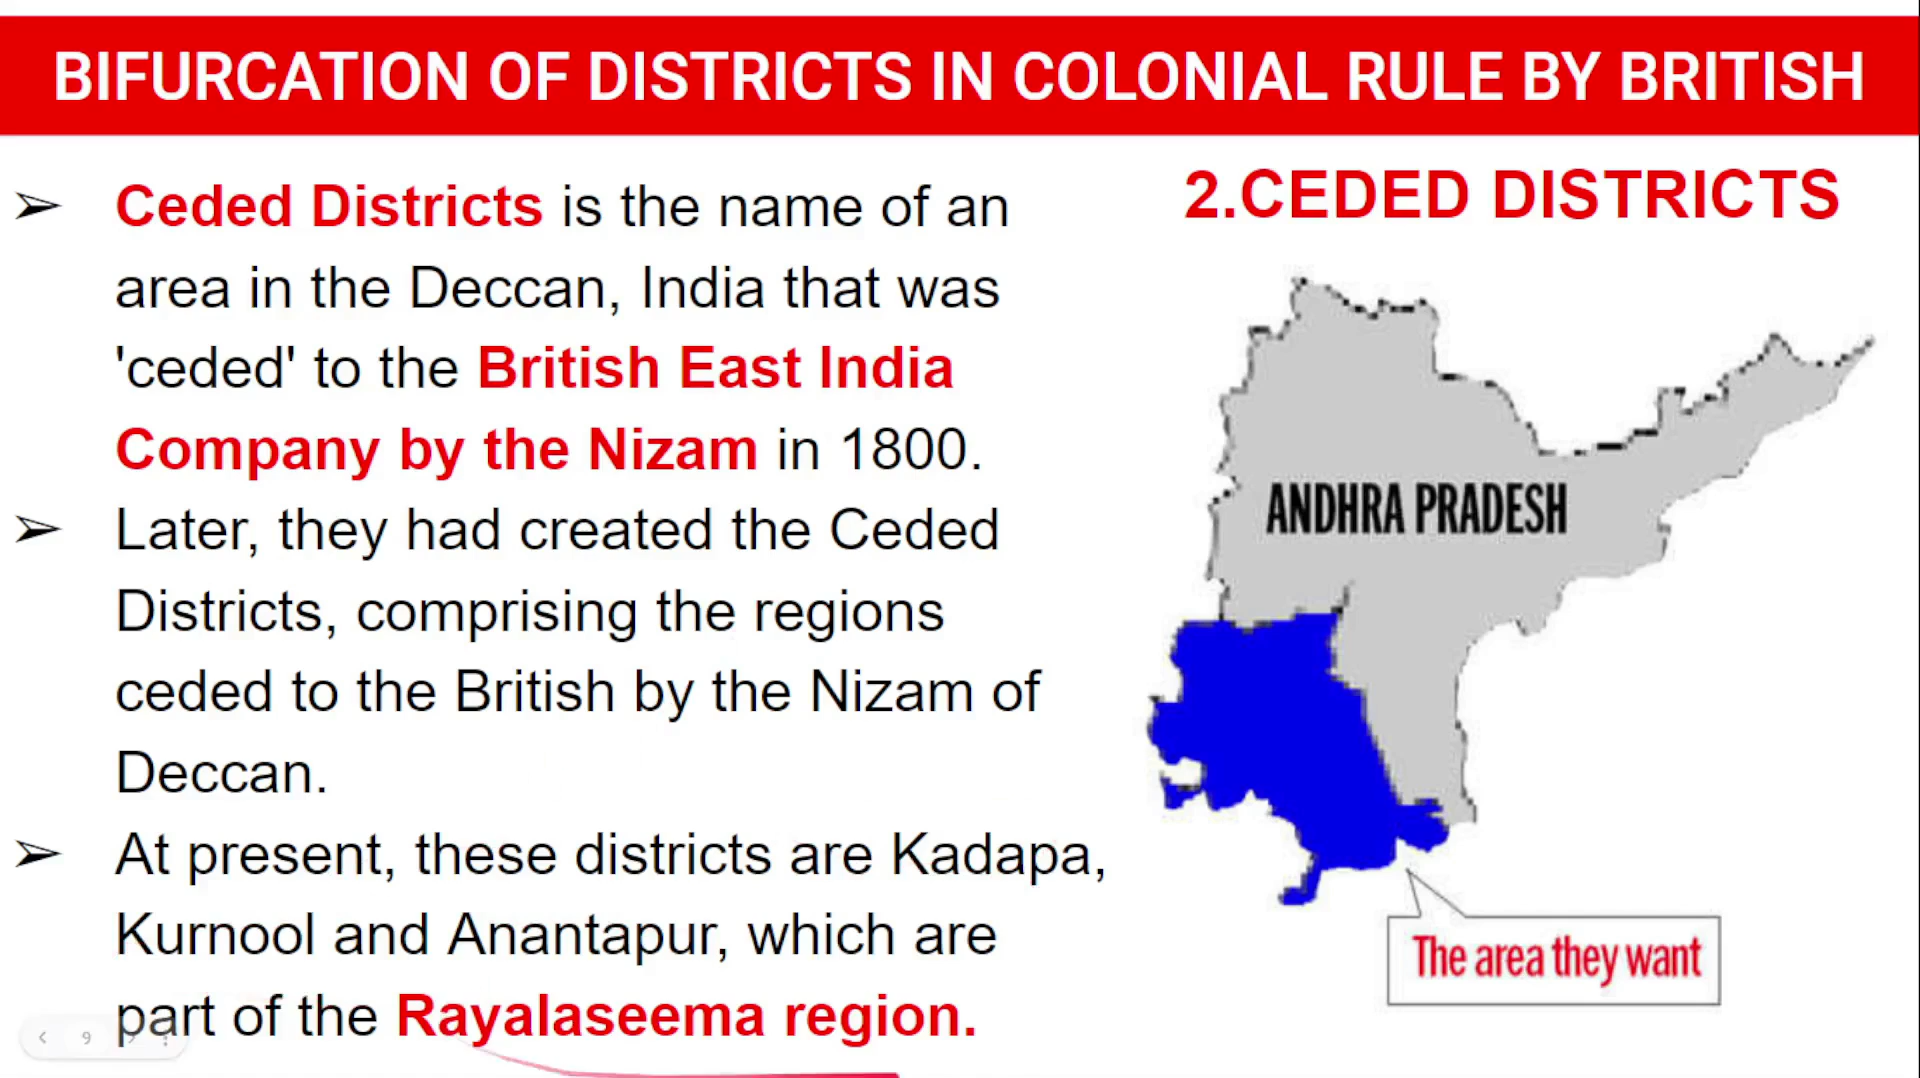 BIFURCATION OF DISTRICTS IN COLONIAL RULE BY BRITISH
➢ Ceded Districts is the name of an
area in the Deccan, India that was
'ceded' to the British East India
Company by the Nizam in 1800.
➢ Later, they had created the Ceded
Districts, comprising the regions
ceded to the British by the Nizam of
Deccan.
➢ At present, these districts are Kadapa,
Kurnool and Anantapur, which are
part of the Rayalaseema region.
2.CEDED DISTRICTS
ANDHRA PRADESH
The area they want
9